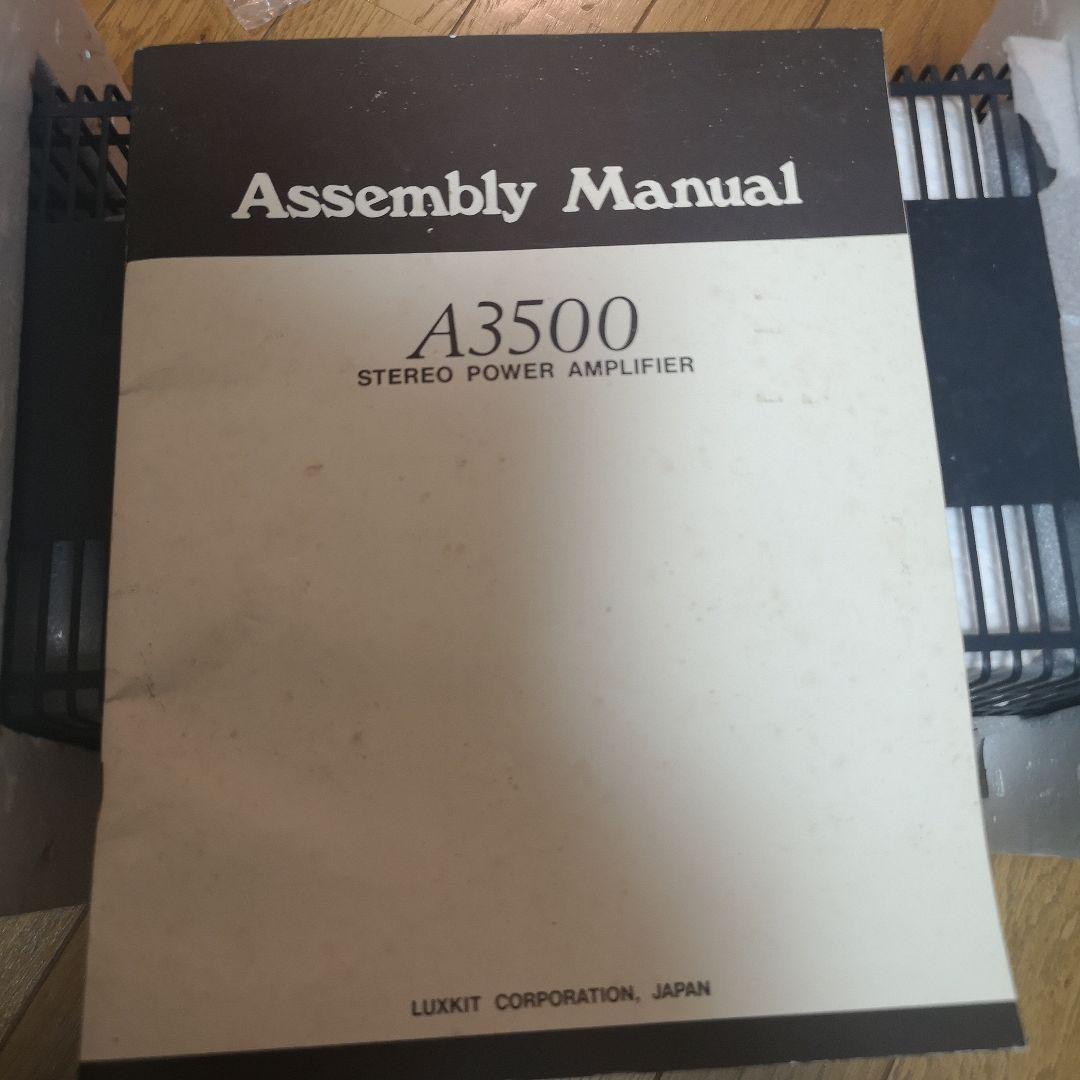 Assembly Manual
A3500
STEREO POWER AMPLIFIER
LUXKIT CORPORATION, JAPAN